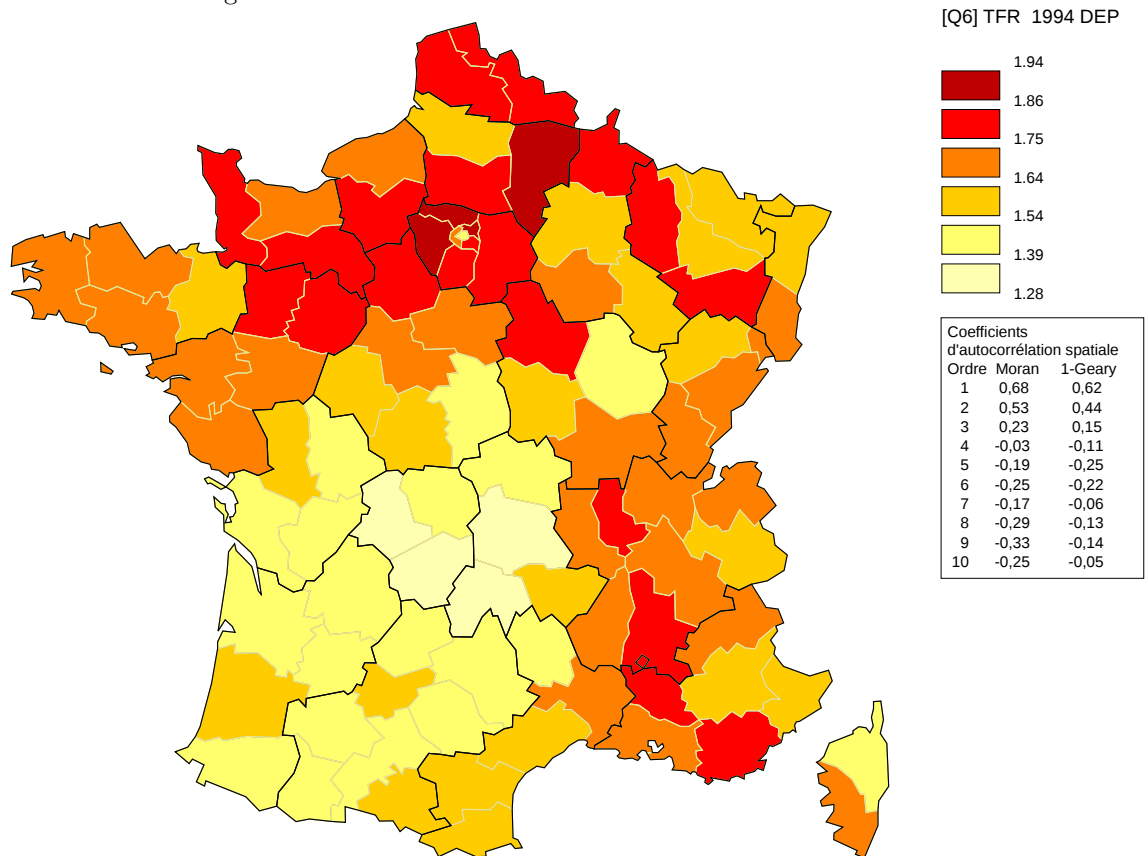 [Q6] TFR 1994 DEP
1.94
1.86
1.75
1.64
1.54
1.39
1.28
Coefficients
d'autocorrélation spatiale
Ordre Moran 1-Geary
1 0,68 0,62
2 0,53 0,44
3 0,23 0,15
4 -0,03 -0,11
5 -0,19 -0,25
6 -0,25 -0,22
7 -0,17 -0,06
8 -0,29 -0,13
9 -0,33 -0,14
10 -0,25 -0,05